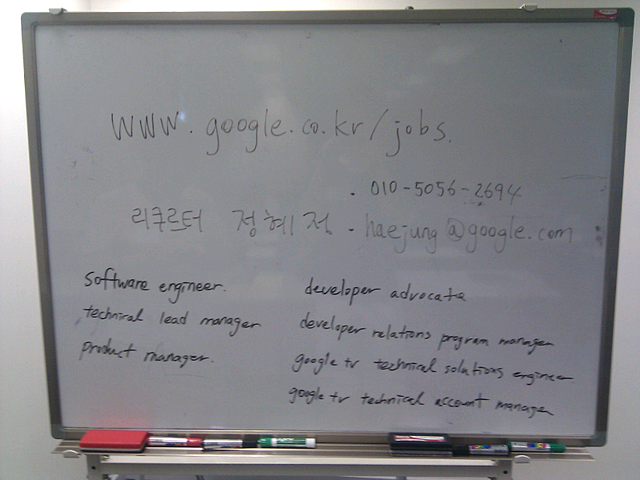 www.google.co.kr/jobs.
. 010-5056-2694
리쿠르터 정혜정 . haejung@google.com
software engineer.
technical lead manager
product manager.
developer advocate
developer relations program manager
google tv technical solutions engineer
google tv technical account manager